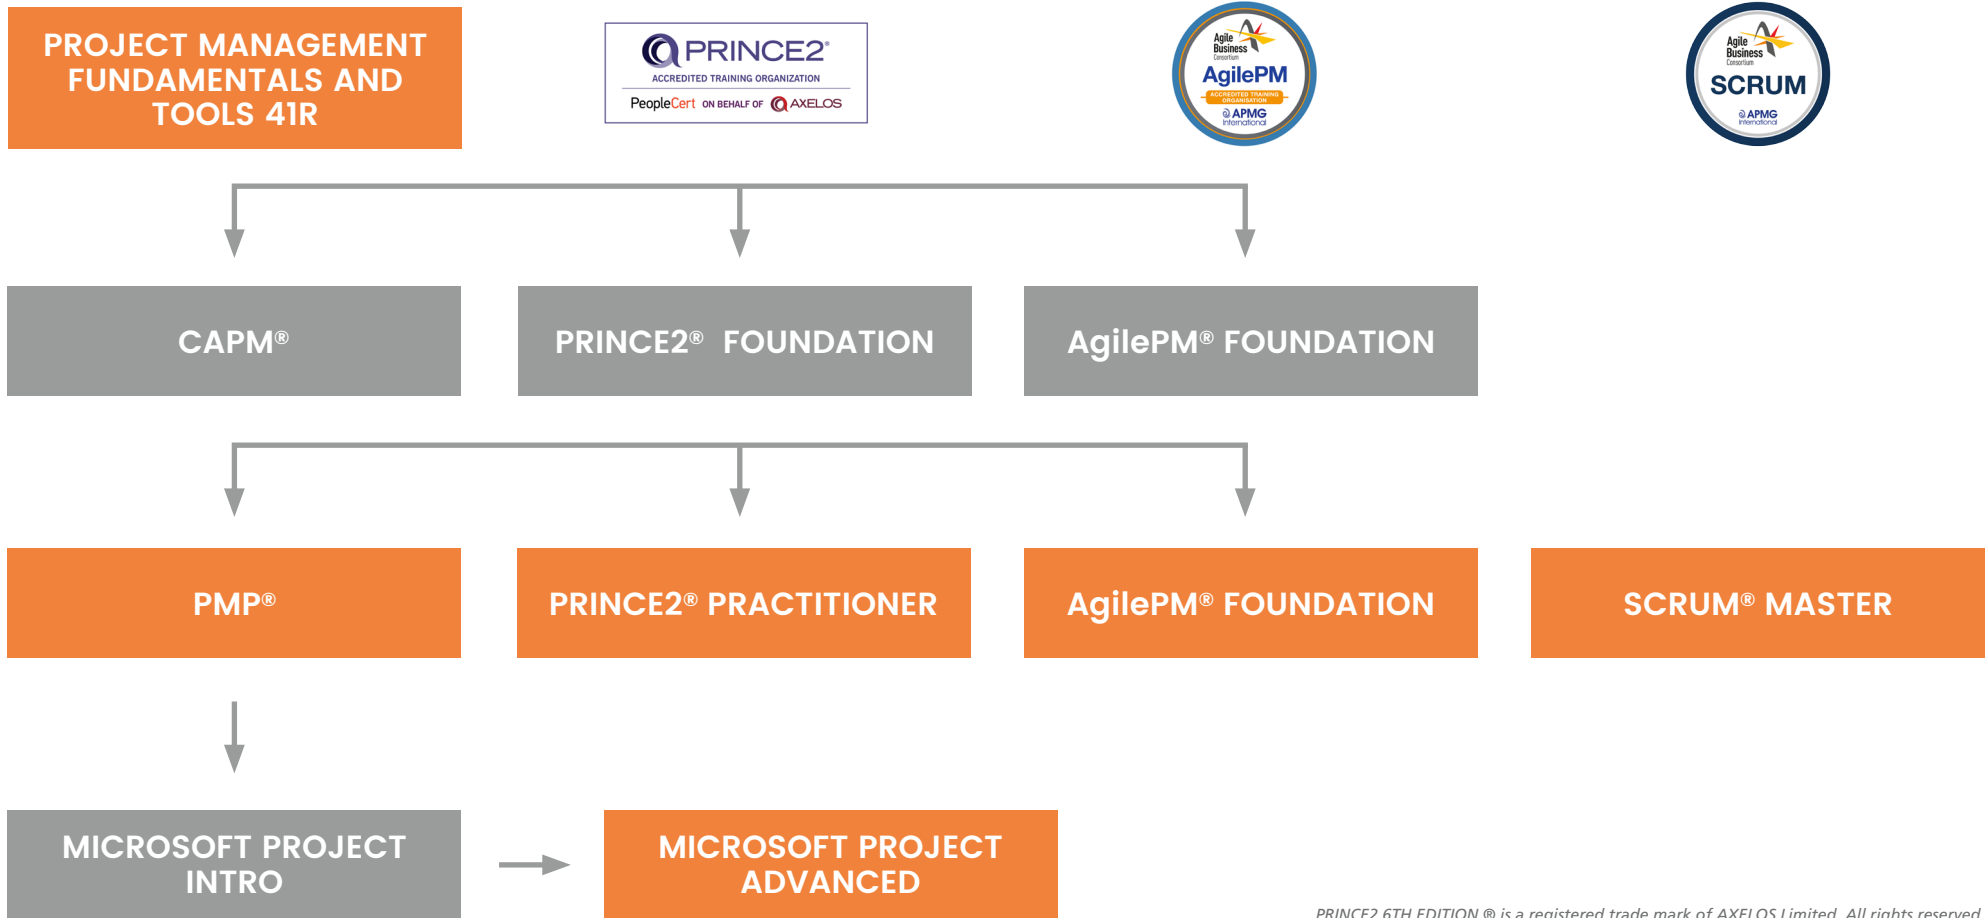 PROJECT MANAGEMENT
FUNDAMENTALS AND
TOOLS 41R
PRINCE2®
ACCREDITED TRAINING ORGANIZATION
PeopleCert ON BEHALF OF AXELOS
Agile
Business
Consortium
AgilePM
ACCREDITED TRAINING
ORGANISATION
APMG
International
Agile
Business
Consortium
SCRUM
APMG
International
CAPM®
PRINCE2® FOUNDATION
AgilePM® FOUNDATION
PMP®
PRINCE2® PRACTITIONER
AgilePM® FOUNDATION
SCRUM® MASTER
MICROSOFT PROJECT
INTRO
MICROSOFT PROJECT
ADVANCED
PRINCE2 6TH EDITION ® is a registered trade mark of AXELOS Limited. All rights reserved.